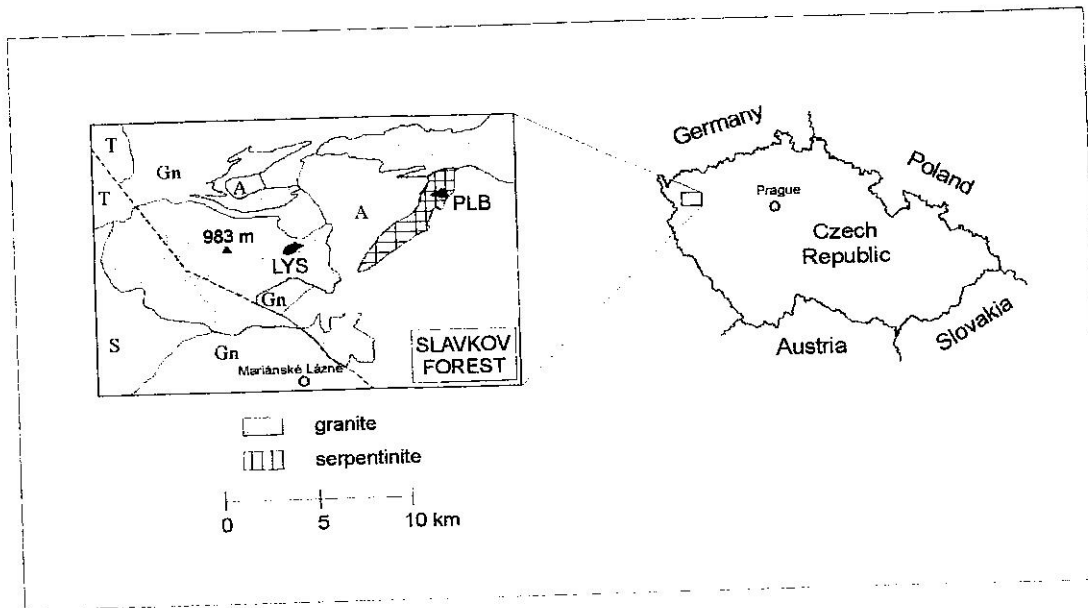 T
Gn
T
A
A
PLB
983 m
LYS
Gn
S
Gn
Mariánské Lázne
SLAVKOV
FOREST
granite
serpentinite
0
5
10 km
Germany
Poland
Prague
Czech
Republic
Austria
Slovakia